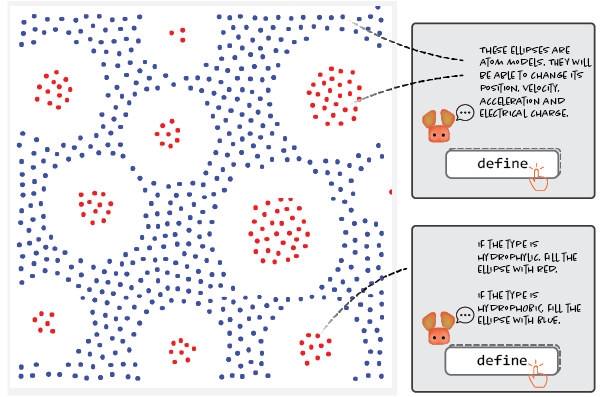 THESE ELLIPSES ARE
ATOM MODELS. THEY WILL
BE ABLE TO CHANGE ITS
POSITION, VELOCITY,
ACCELERATION AND
ELECTRICAL CHARGE.
define
IF THE TYPE IS
HYDROPHYLIC, FILL THE
ELLIPSE WITH RED.
IF THE TYPE IS
HYDROPHOBIC, FILL THE
ELLIPSE WITH BLUE.
define